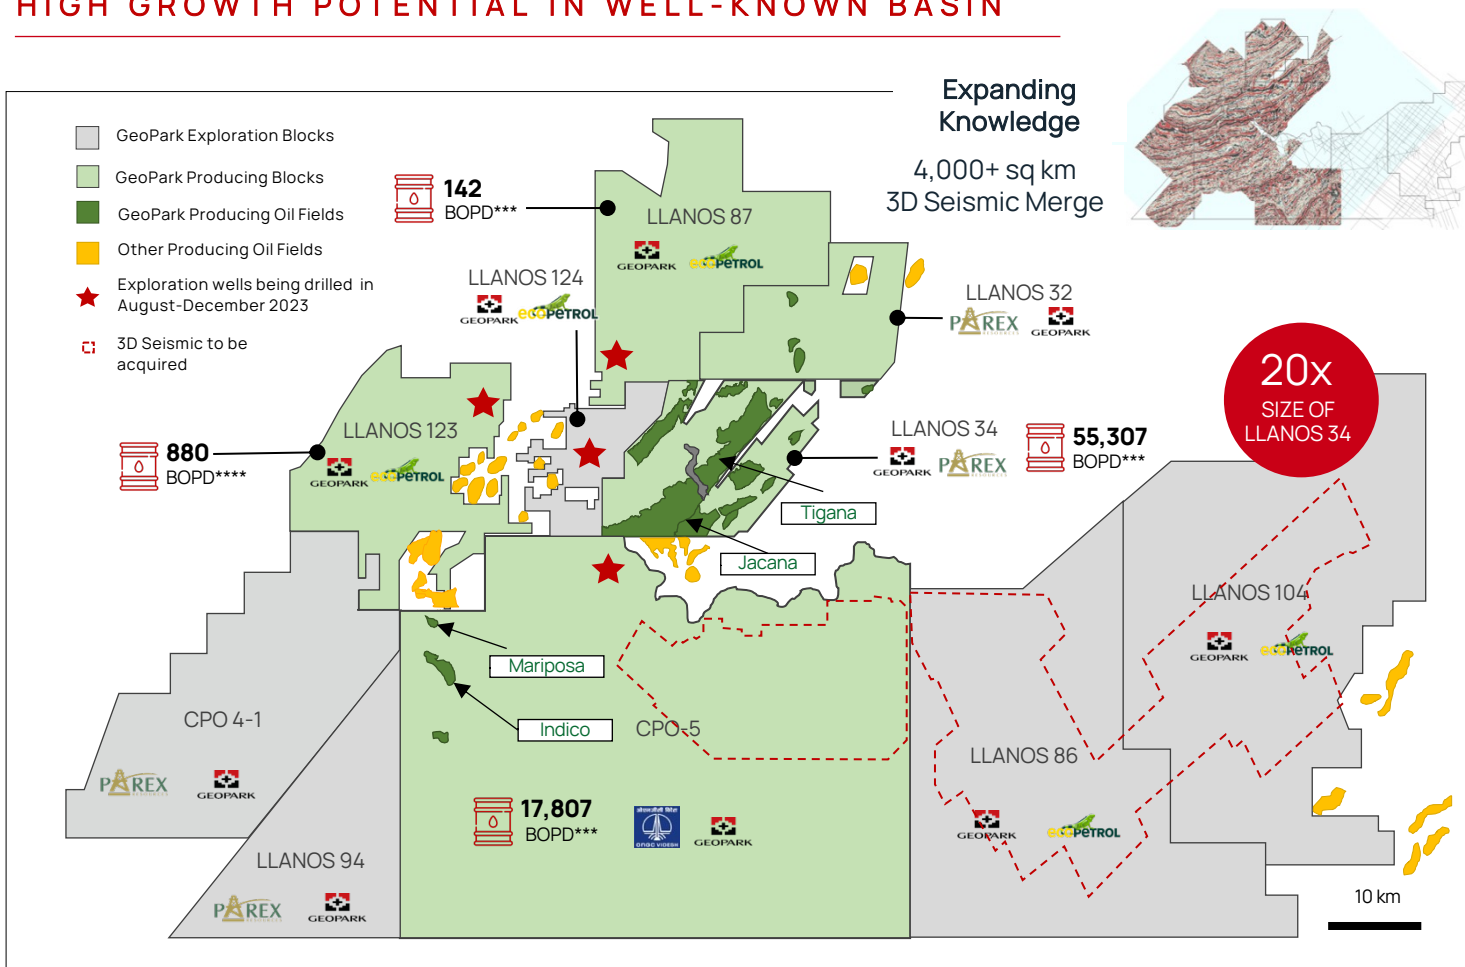 HIGH GROWTH POTENTIAL IN WELL-KNOWN BASIN
Expanding
Knowledge
4,000+ sq km
3D Seismic Merge
GeoPark Exploration Blocks
GeoPark Producing Blocks
GeoPark Producing Oil Fields
Other Producing Oil Fields
Exploration wells being drilled in
August-December 2023
3D Seismic to be
acquired
142
BOPD***
LLANOS 87
GEOPARK
ecoPETROL
LLANOS 124
GEOPARK
ecoPETROL
LLANOS 32
PAREX
GEOPARK
20x
SIZE OF
LLANOS 34
LLANOS 123
GEOPARK
ecoPETROL
880
BOPD****
LLANOS 34
GEOPARK
PAREX
55,307
BOPD***
Tigana
Jacana
LLANOS 104
GEOPARK
ecoPETROL
Mariposa
Indico
CPO-5
CPO 4-1
PAREX
GEOPARK
LLANOS 86
GEOPARK
ecoPETROL
17,807
BOPD***
ONGC VIDESH
GEOPARK
LLANOS 94
PAREX
GEOPARK
10 km